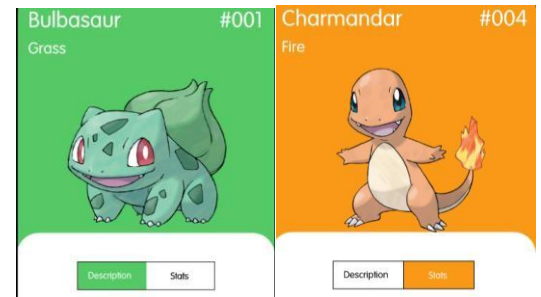 Bulbasaur #001
Grass
Description Stats
Charmandar #004
Fire
Description Stats